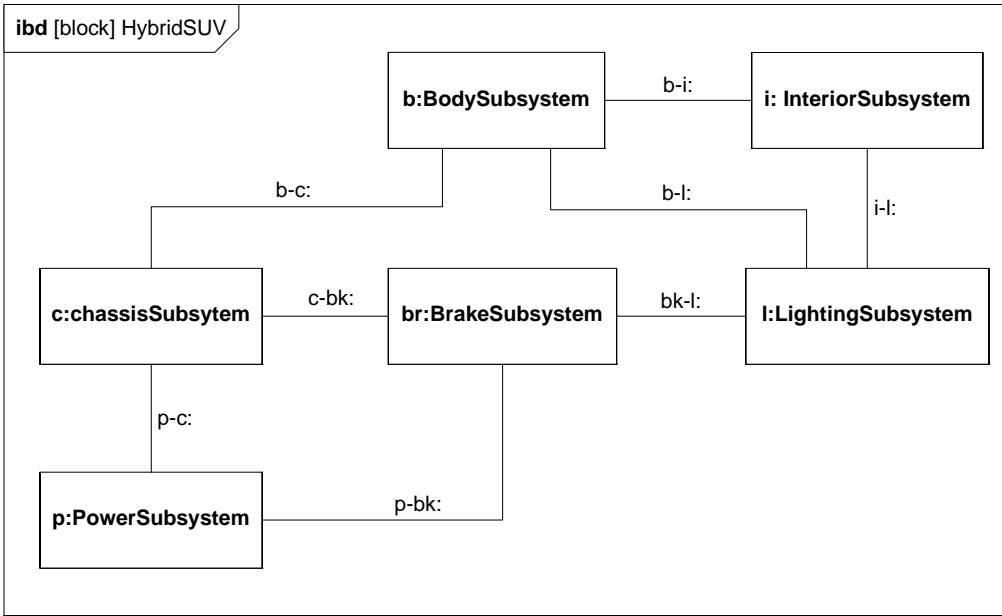 ibd [block] HybridSUV
b:BodySubsystem
b-i:
i: InteriorSubsystem
b-c:
b-l:
i-l:
c:chassisSubsytem
c-bk:
br:BrakeSubsystem
bk-l:
l:LightingSubsystem
p-c:
p:PowerSubsystem
p-bk: